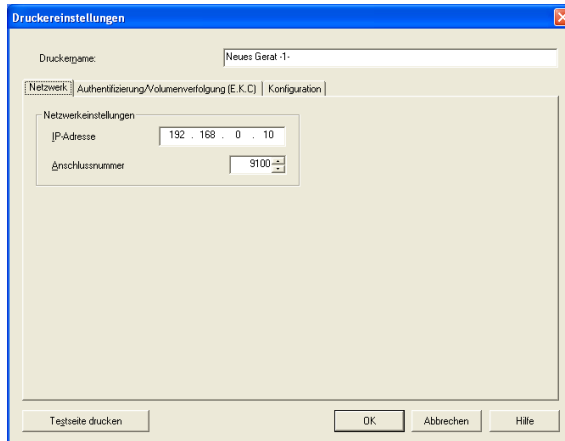 Druckereinstellungen
Druckername: Neues Gerat -1-
Netzwerk Authentifizierung/Volumenverfolgung (E.K.C) Konfiguration
Netzwerkeinstellungen
IP-Adresse 192 . 168 . 0 . 10
Anschlussnummer 9100
Testseite drucken OK Abbrechen Hilfe